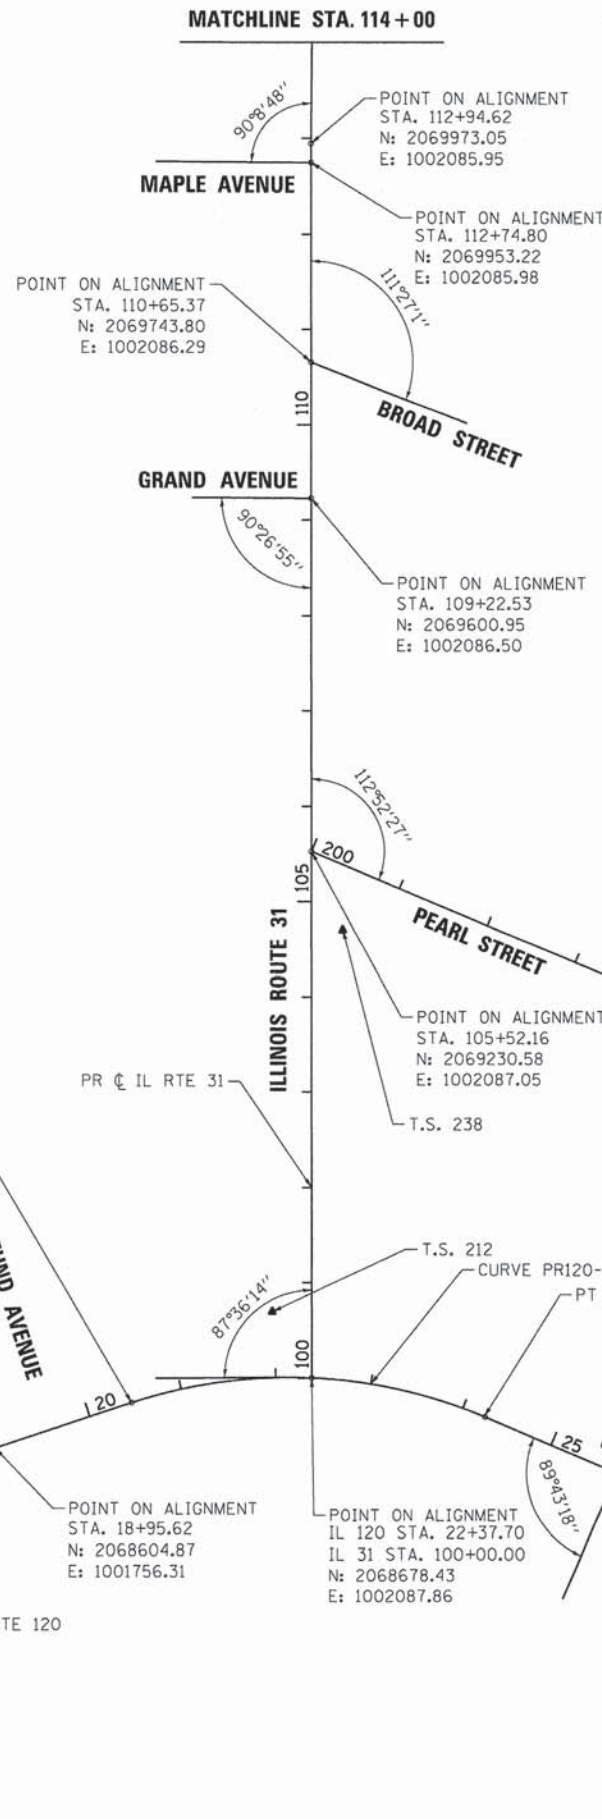 MATCHLINE STA. 114+00
90°8'48"
POINT ON ALIGNMENT
STA. 112+94.62
N: 2069973.05
E: 1002085.95
MAPLE AVENUE
POINT ON ALIGNMENT
STA. 112+74.80
N: 2069953.22
E: 1002085.98
POINT ON ALIGNMENT
STA. 110+65.37
N: 2069743.80
E: 1002086.29
111°27'1"
110
BROAD STREET
GRAND AVENUE
90°26'55"
POINT ON ALIGNMENT
STA. 109+22.53
N: 2069600.95
E: 1002086.50
112°52'27"
200
105
PEARL STREET
ILLINOIS ROUTE 31
POINT ON ALIGNMENT
STA. 105+52.16
N: 2069230.58
E: 1002087.05
PR ℄ IL RTE 31
T.S. 238
T.S. 212
CURVE PR120-
PT
87°36'14"
100
AVENUE
20
25
89°43'18"
POINT ON ALIGNMENT
STA. 18+95.62
N: 2068604.87
E: 1001756.31
POINT ON ALIGNMENT
IL 120 STA. 22+37.70
IL 31 STA. 100+00.00
N: 2068678.43
E: 1002087.86
TE 120